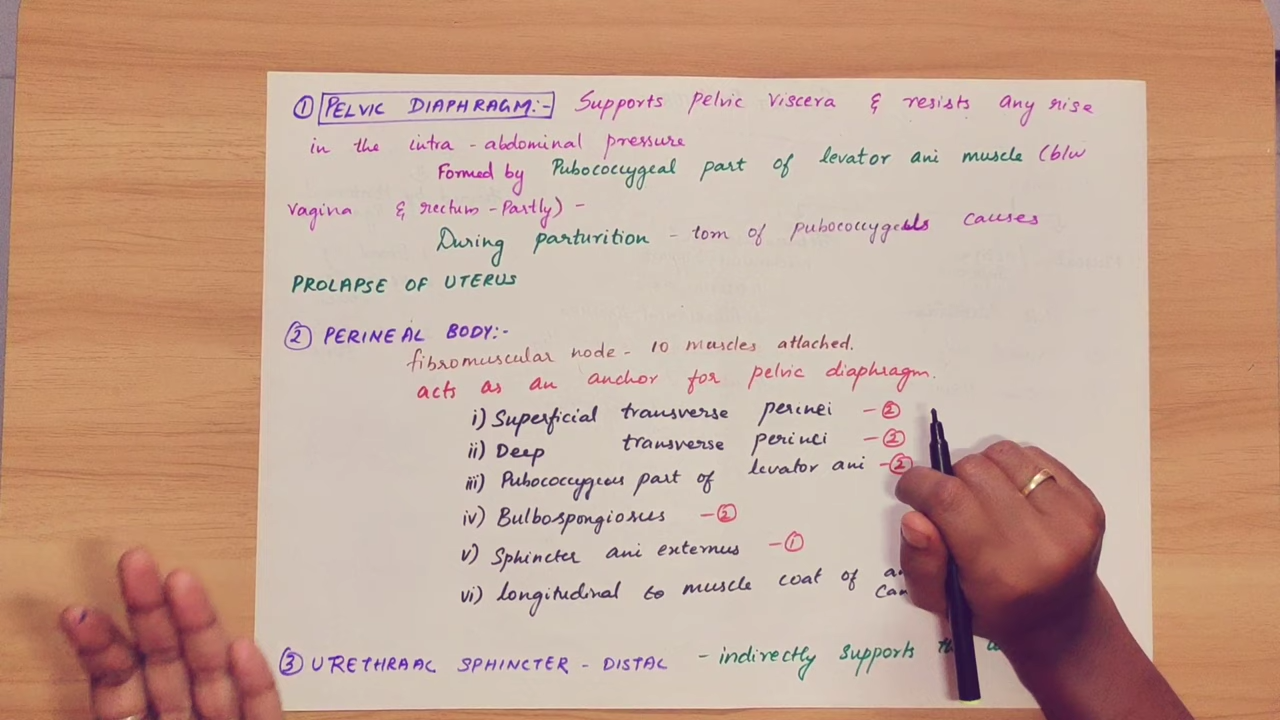 ① PELVIC DIAPHRAGM:- Supports pelvic viscera & resists any rise
in the intra - abdominal pressure
Formed by Pubococcygeal part of levator ani muscle (b/w
vagina & rectum - Partly) -
During parturition - torn of pubococcygeus causes
PROLAPSE OF UTERUS
② PERINEAL BODY:-
fibromuscular node - 10 muscles attached.
acts as an anchor for pelvic diaphragm.
i) Superficial transverse perinei - ②
ii) Deep transverse perinei - ②
iii) Pubococcygeus part of levator ani - ②
iv) Bulbospongiosus - ②
v) Sphincter ani externus - ①
vi) longitudinal to muscle coat of
③ URETHRAL SPHINCTER - DISTAL - indirectly supports